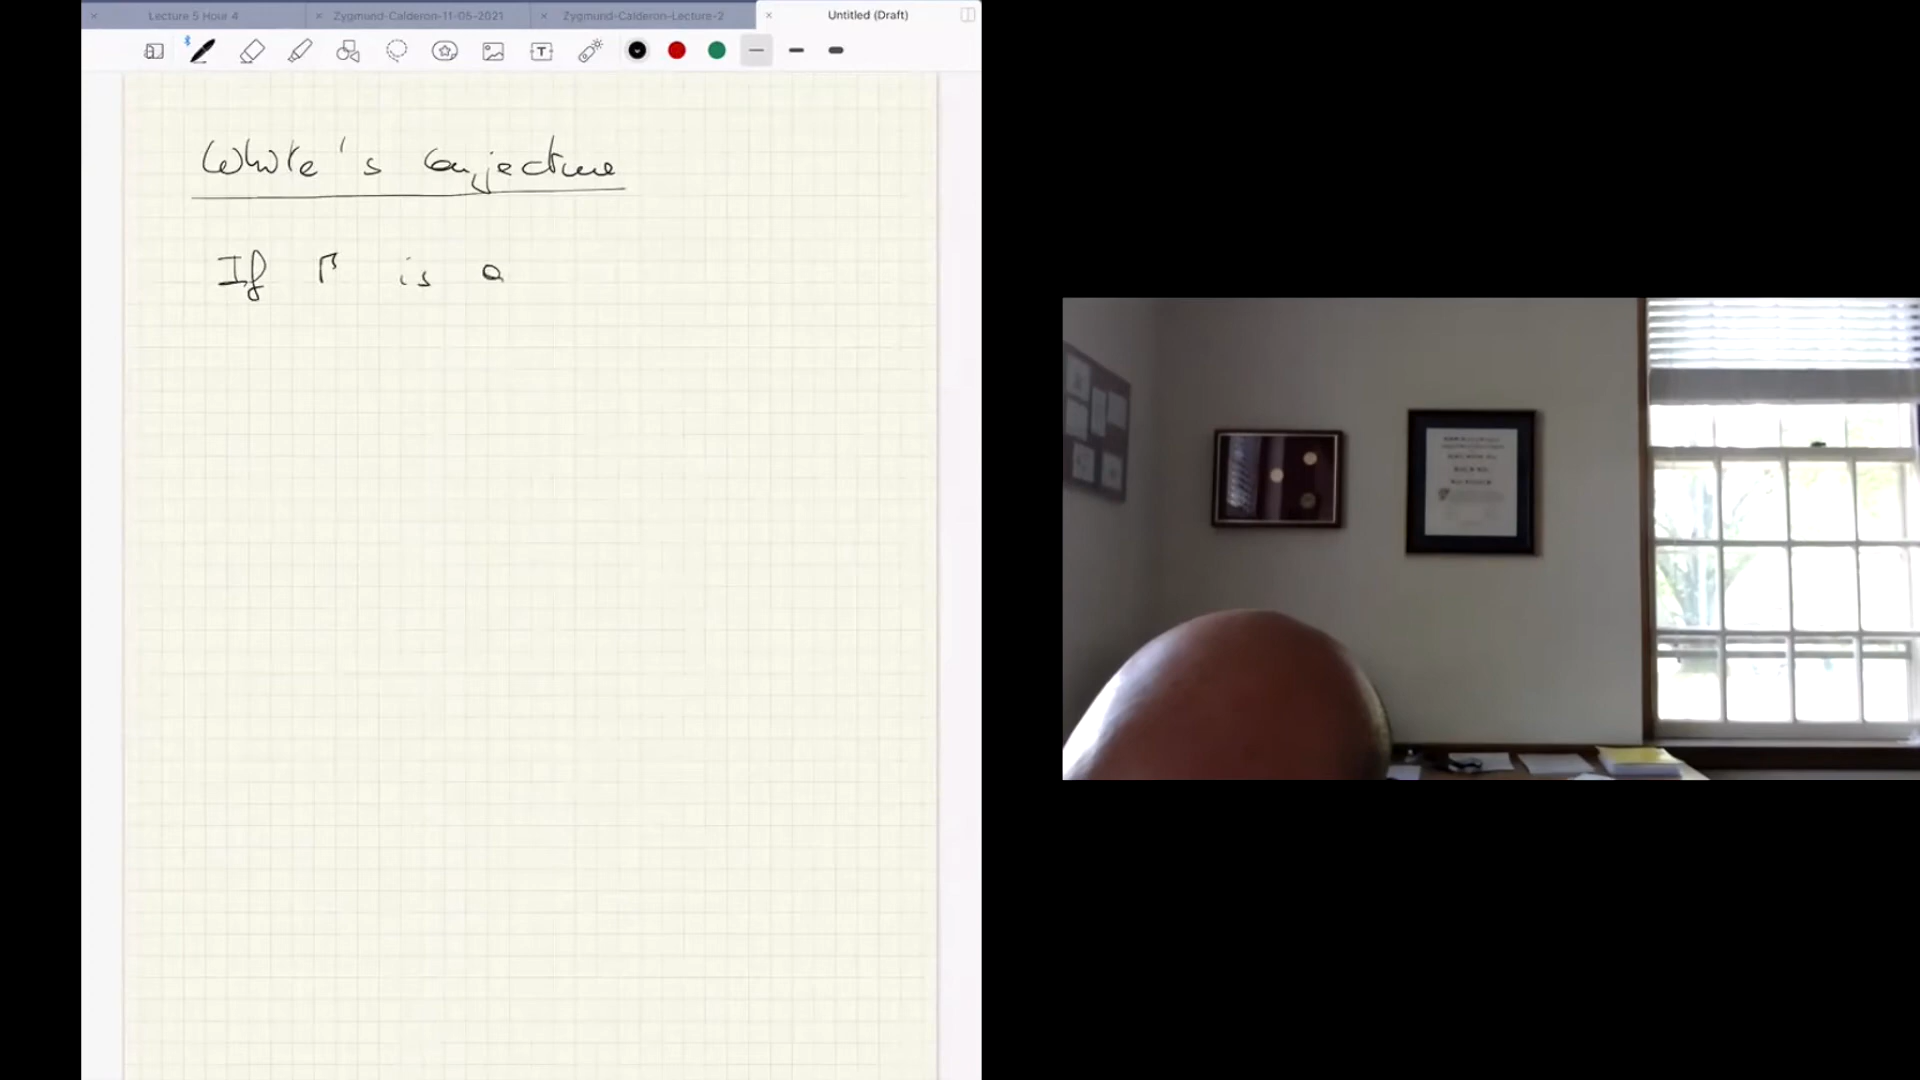 Lecture 5 Hour 4
Zygmund-Calderon-11-05-2021
Zygmund-Calderon-Lecture-2
Untitled (Draft)
White's conjecture
If Γ is a